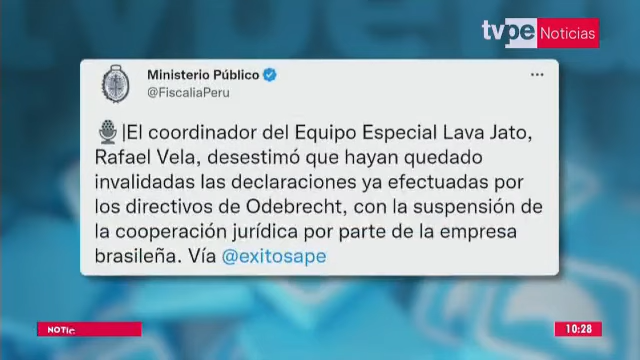 tvpe Noticias
Ministerio Público
@FiscaliaPeru
|El coordinador del Equipo Especial Lava Jato,
Rafael Vela, desestimó que hayan quedado
invalidadas las declaraciones ya efectuadas por
los directivos de Odebrecht, con la suspensión de
la cooperación jurídica por parte de la empresa
brasileña. Vía @exitosape
NOTIC
10:28